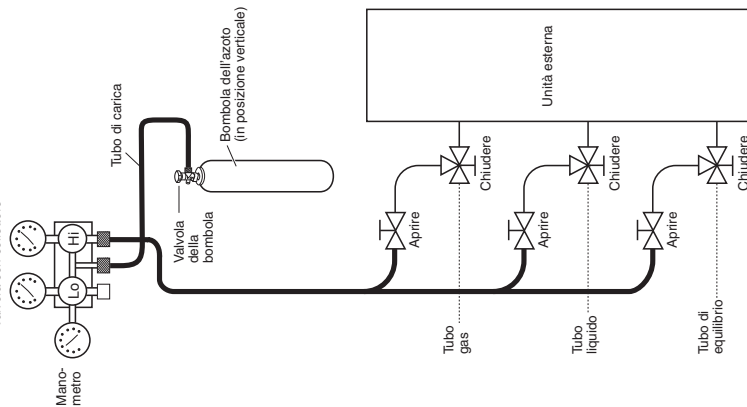 Mano-
metro
Lo
Hi
Tubo di carica
Valvola
della
bombola
Bombola dell'azoto
(in posizione verticale)
Unità esterna
Aprire
Chiudere
Aprire
Chiudere
Aprire
Chiudere
Tubo
gas
Tubo
liquido
Tubo di
equilibrio